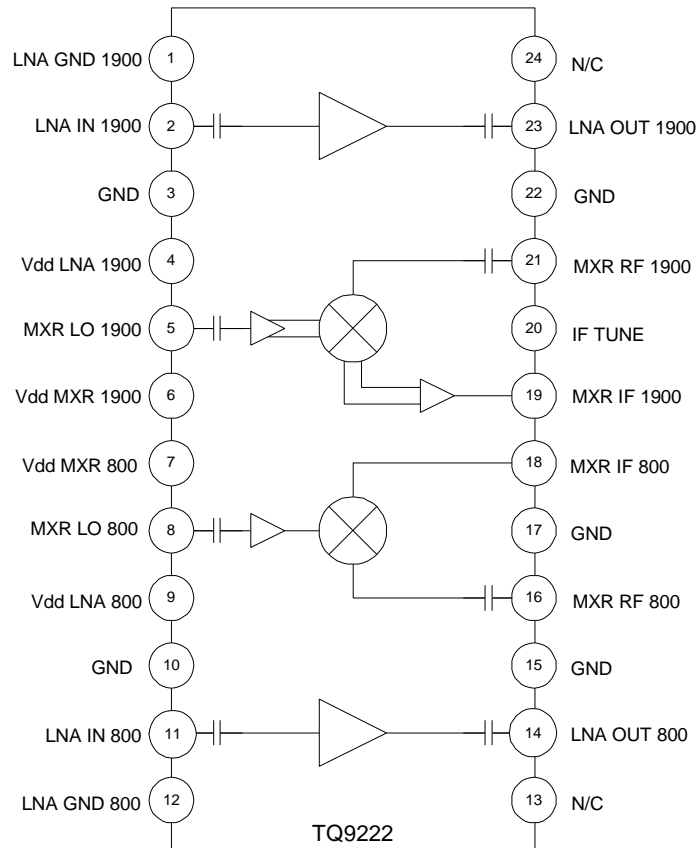 LNA GND 1900 1 24 N/C
LNA IN 1900 2 23 LNA OUT 1900
GND 3 22 GND
Vdd LNA 1900 4 21 MXR RF 1900
MXR LO 1900 5 20 IF TUNE
Vdd MXR 1900 6 19 MXR IF 1900
Vdd MXR 800 7 18 MXR IF 800
MXR LO 800 8 17 GND
Vdd LNA 800 9 16 MXR RF 800
GND 10 15 GND
LNA IN 800 11 14 LNA OUT 800
LNA GND 800 12 13 N/C
TQ9222